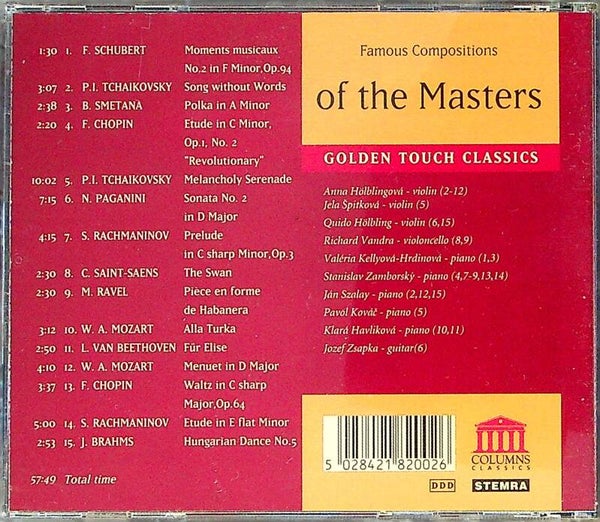 1:30 1. F. SCHUBERT Moments musicaux
No.2 in F Minor,Op.94
3:07 2. P.I. TCHAIKOVSKY Song without Words
2:38 3. B. SMETANA Polka in A Minor
2:20 4. F. CHOPIN Etude in C Minor,
Op.1, No. 2
"Revolutionary"
10:02 5. P.I. TCHAIKOVSKY Melancholy Serenade
7:15 6. N. PAGANINI Sonata No. 2
in D Major
4:15 7. S. RACHMANINOV Prelude
in C sharp Minor,Op.3
2:30 8. C. SAINT-SAENS The Swan
2:30 9. M. RAVEL Pièce en forme
de Habanera
3:12 10. W. A. MOZART Alla Turka
2:50 11. L. VAN BEETHOVEN Für Elise
4:10 12. W. A. MOZART Menuet in D Major
3:37 13. F. CHOPIN Waltz in C sharp
Major,Op.64
5:00 14. S. RACHMANINOV Etude in E flat Minor
2:53 15. J. BRAHMS Hungarian Dance No.5
57:49 Total time
Famous Compositions
of the Masters
GOLDEN TOUCH CLASSICS
Anna Hölblingová - violin (2-12)
Jela Špitková - violin (5)
Quido Hölbling - violin (6,15)
Richard Vandra - violoncello (8,9)
Valéria Kellyová-Hrdinová - piano (1,3)
Stanislav Zamborský - piano (4,7-9,13,14)
Ján Szalay - piano (2,12,15)
Pavol Kováč - piano (5)
Klará Havlíková - piano (10,11)
Jozef Zsapka - guitar(6)
5 028421 820026
COLUMNS
CLASSICS
DDD STEMRA